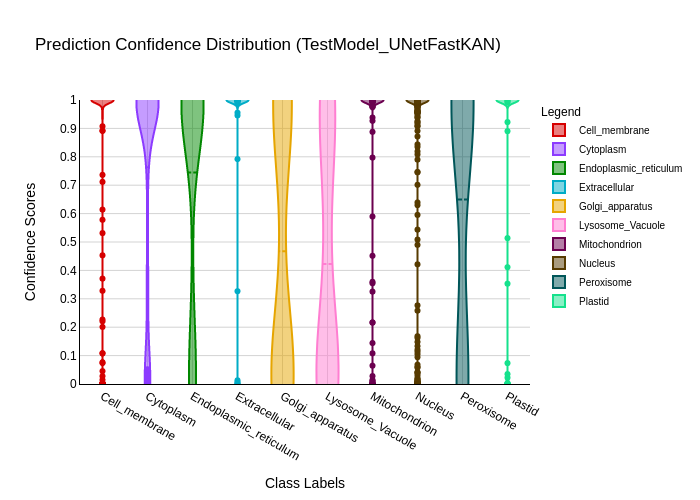 Prediction Confidence Distribution (TestModel_UNetFastKAN)
Confidence Scores
1
0.9
0.8
0.7
0.6
0.5
0.4
0.3
0.2
0.1
0
Cell_membrane
Cytoplasm
Endoplasmic_reticulum
Extracellular
Golgi_apparatus
Lysosome_Vacuole
Mitochondrion
Nucleus
Peroxisome
Plastid
Class Labels
Legend
Cell_membrane
Cytoplasm
Endoplasmic_reticulum
Extracellular
Golgi_apparatus
Lysosome_Vacuole
Mitochondrion
Nucleus
Peroxisome
Plastid